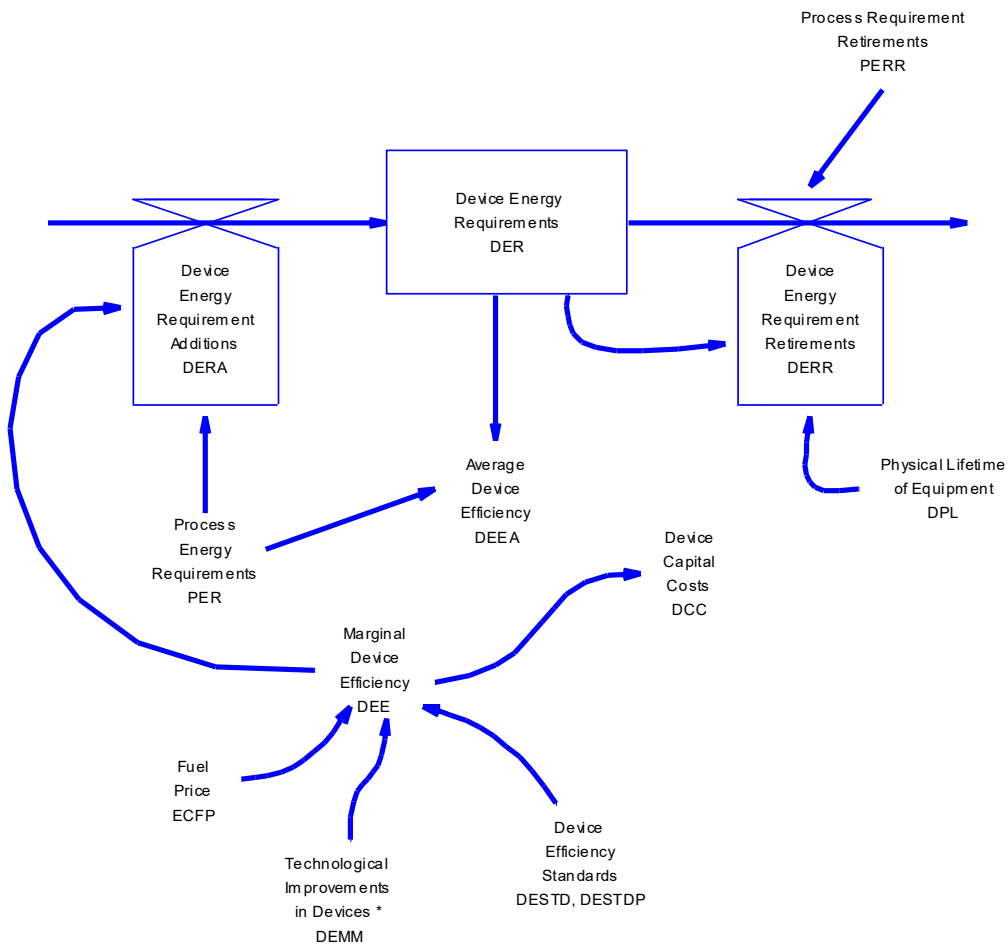 Process Requirement
Retirements
PERR
Device Energy
Requirements
DER
Device
Energy
Requirement
Additions
DERA
Device
Energy
Requirement
Retirements
DERR
Average
Device
Efficiency
DEEA
Physical Lifetime
of Equipment
DPL
Process
Energy
Requirements
PER
Device
Capital
Costs
DCC
Marginal
Device
Efficiency
DEE
Fuel
Price
ECFP
Technological
Improvements
in Devices *
DEMM
Device
Efficiency
Standards
DESTD, DESTDP